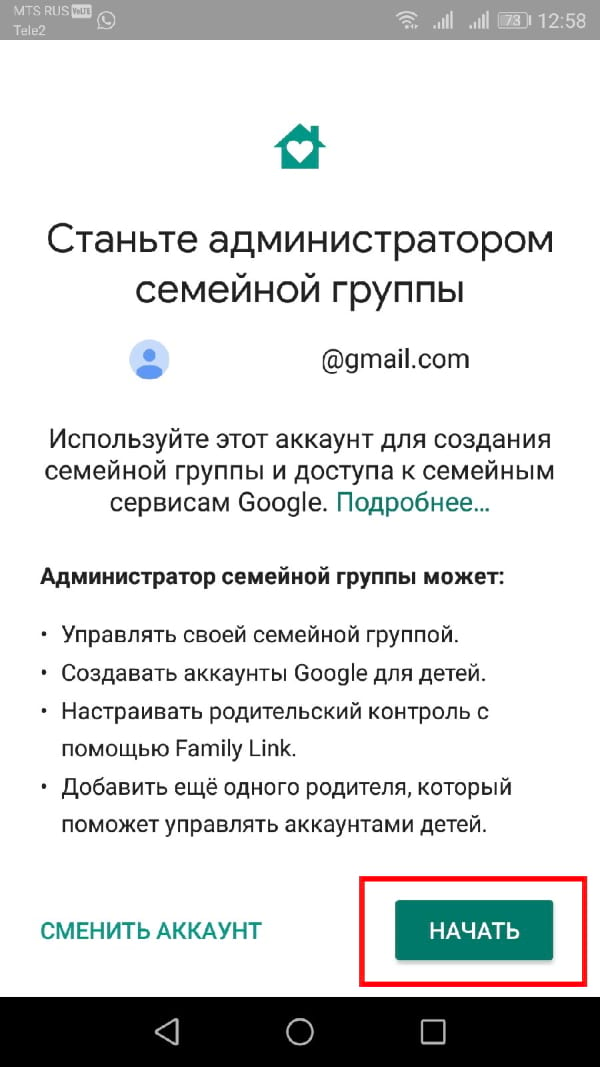 MTS RUS VoLTE
Tele2
73 12:58
Станьте администратором
семейной группы
@gmail.com
Используйте этот аккаунт для создания
семейной группы и доступа к семейным
сервисам Google. Подробнее...
Администратор семейной группы может:
• Управлять своей семейной группой.
• Создавать аккаунты Google для детей.
• Настраивать родительский контроль с
помощью Family Link.
• Добавить ещё одного родителя, который
поможет управлять аккаунтами детей.
СМЕНИТЬ АККАУНТ НАЧАТЬ